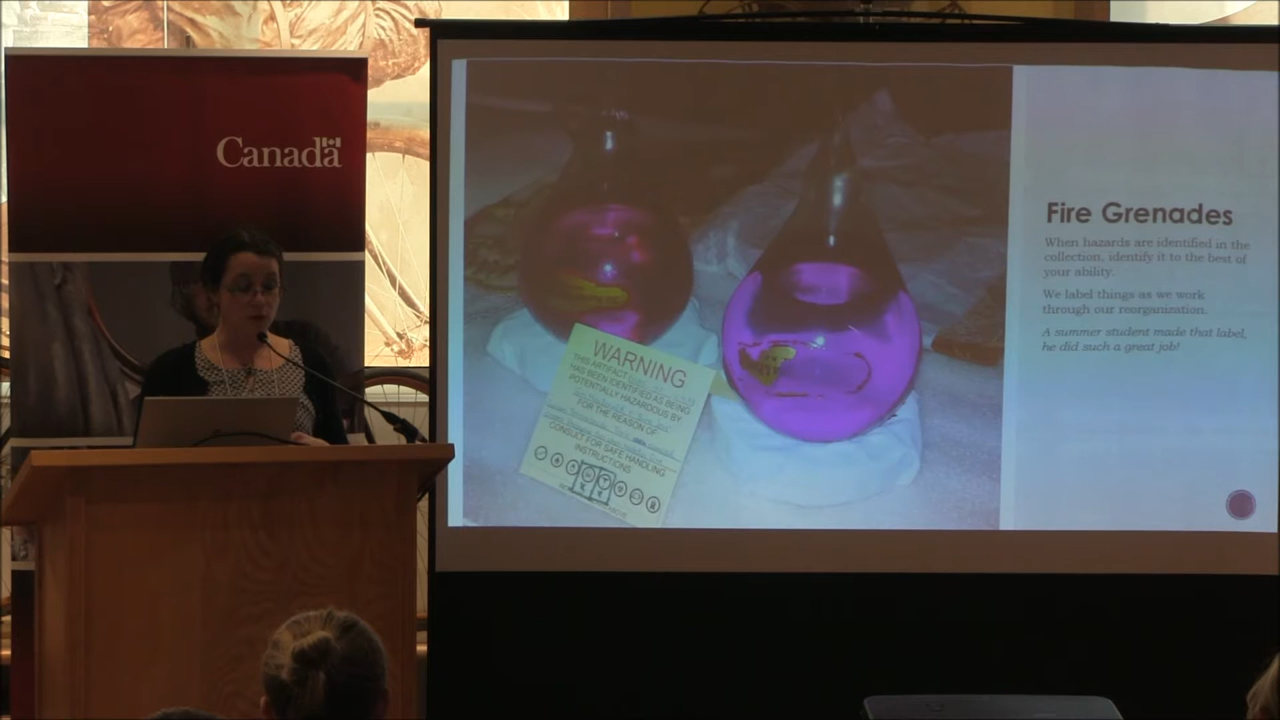 Canada
Fire Grenades
When hazards are identified in the
collection, identify it to the best of
your ability.
We label things as we work
through our reorganization.
A summer student made that label,
he did such a great job!
WARNING
THIS ARTIFACT
HAS BEEN IDENTIFIED AS BEING
POTENTIALLY HAZARDOUS BY
FOR THE REASON OF
CONSULT FOR SAFE HANDLING
INSTRUCTIONS